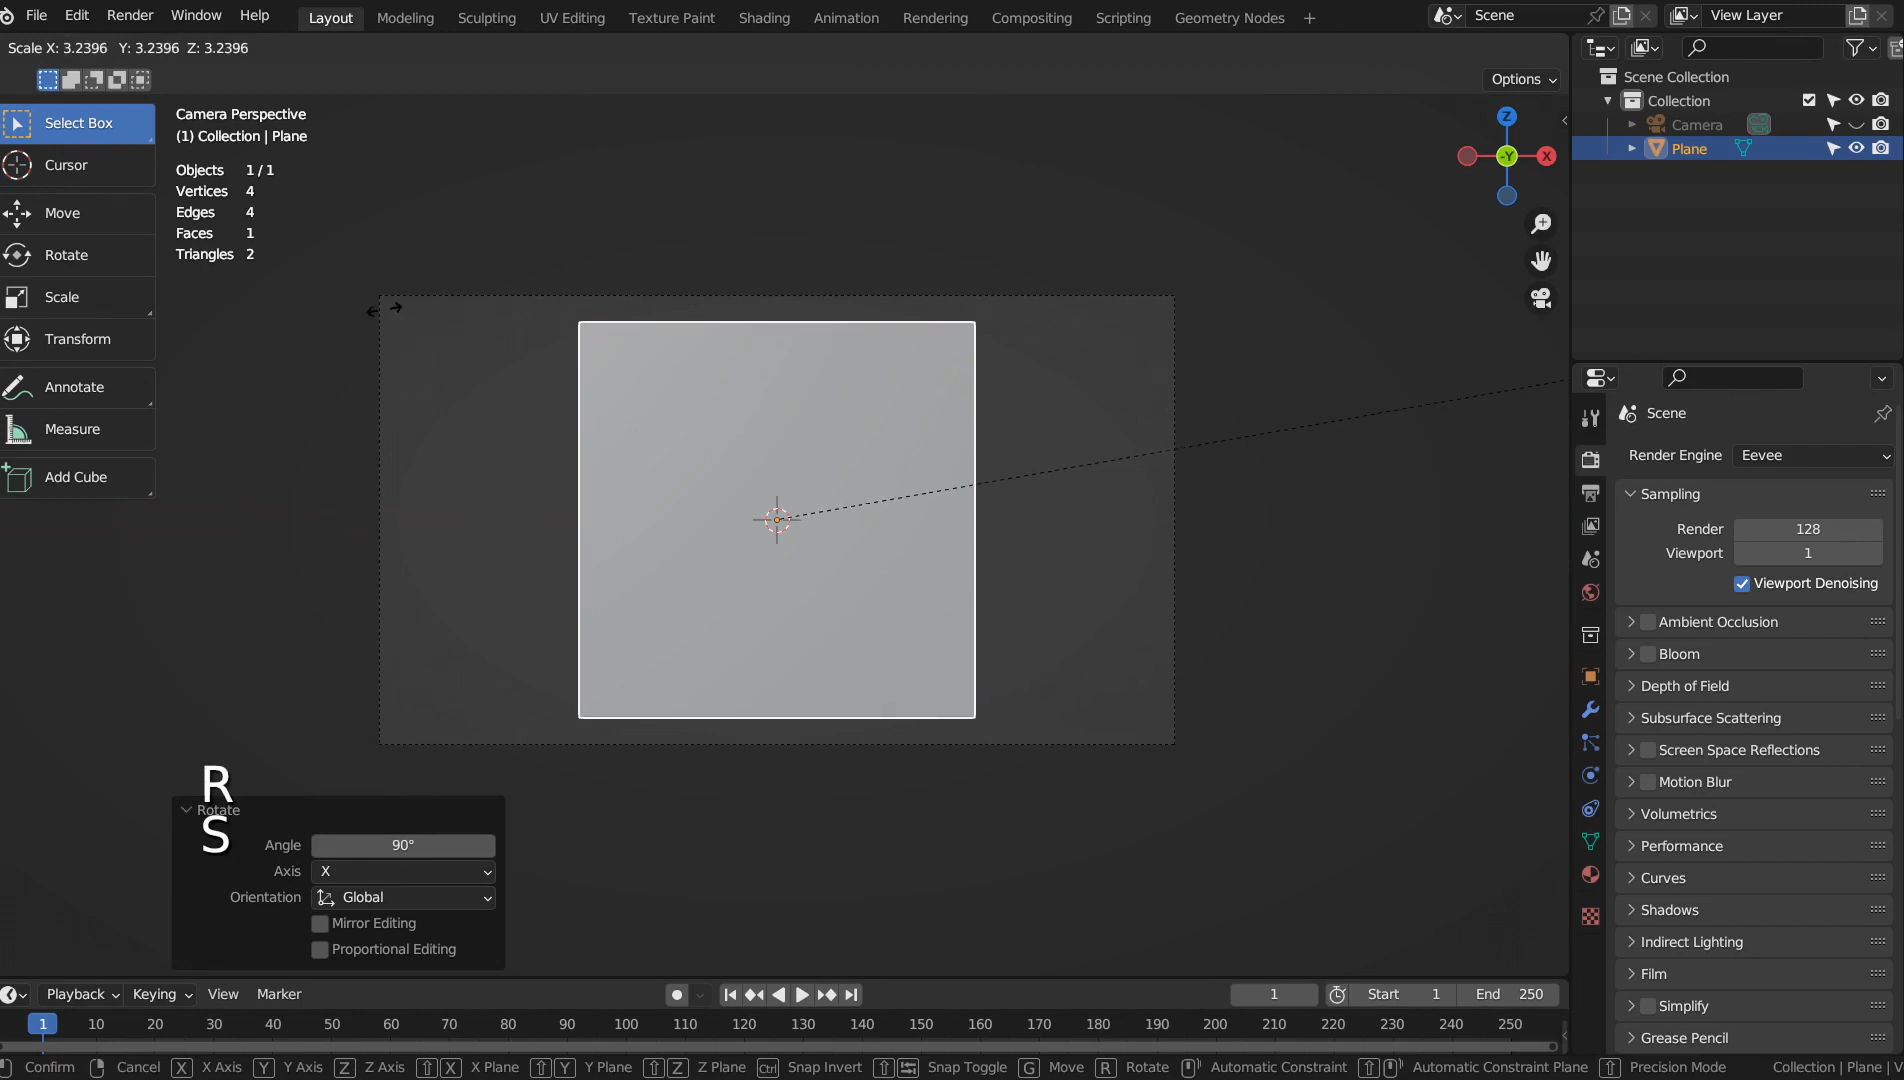 File Edit Render Window Help Layout Modeling Sculpting UV Editing Texture Paint Shading Animation Rendering Compositing Scripting Geometry Nodes + Scene View Layer
Scale X: 3.2396 Y: 3.2396 Z: 3.2396
Options
Select Box
Cursor
Move
Rotate
Scale
Transform
Annotate
Measure
Add Cube
Camera Perspective
(1) Collection | Plane
Objects 1 / 1
Vertices 4
Edges 4
Faces 1
Triangles 2
Z
-Y X
R
S
Rotate
Angle 90°
Axis X
Orientation Global
Mirror Editing
Proportional Editing
Scene Collection
Collection
Camera
Plane
Scene
Render Engine Eevee
Sampling
Render 128
Viewport 1
Viewport Denoising
Ambient Occlusion
Bloom
Depth of Field
Subsurface Scattering
Screen Space Reflections
Motion Blur
Volumetrics
Performance
Curves
Shadows
Indirect Lighting
Film
Simplify
Grease Pencil
Playback Keying View Marker 1 Start 1 End 250
1 10 20 30 40 50 60 70 80 90 100 110 120 130 140 150 160 170 180 190 200 210 220 230 240 250
Confirm Cancel X X Axis Y Y Axis Z Z Axis X X Plane Y Y Plane Z Z Plane Ctrl Snap Invert Snap Toggle G Move R Rotate Automatic Constraint Automatic Constraint Plane Precision Mode Collection | Plane |